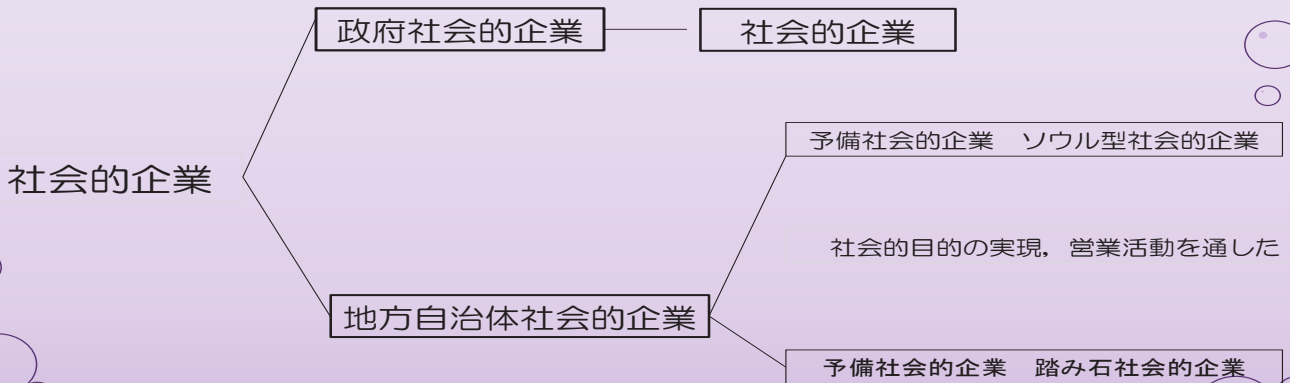 政府社会的企業
社会的企業
予備社会的企業　ソウル型社会的企業
社会的企業
社会的目的の実現，営業活動を通した
地方自治体社会的企業
予備社会的企業　踏み石社会的企業